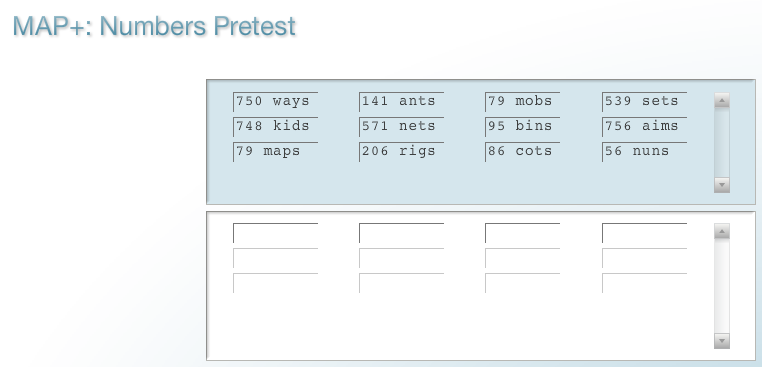 MAP+: Numbers Pretest
750 ways 141 ants 79 mobs 539 sets
748 kids 571 nets 95 bins 756 aims
79 maps 206 rigs 86 cots 56 nuns